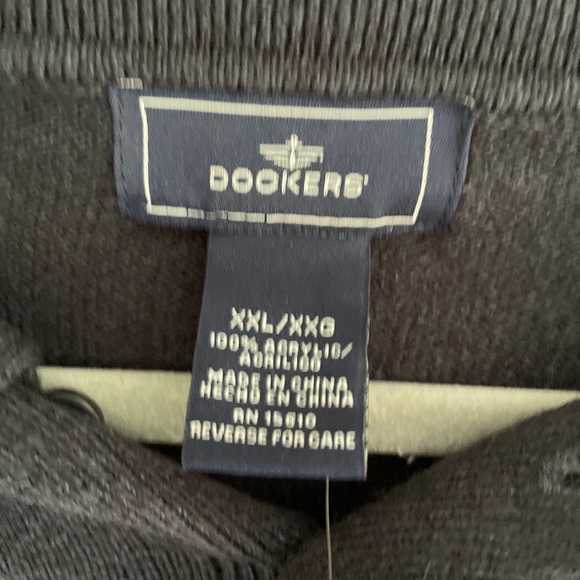 DOCKERS®
XXL/XXG
100% ACRYLIC/
ACRILICO
MADE IN CHINA
HECHO EN CHINA
RN 15610
REVERSE FOR CARE